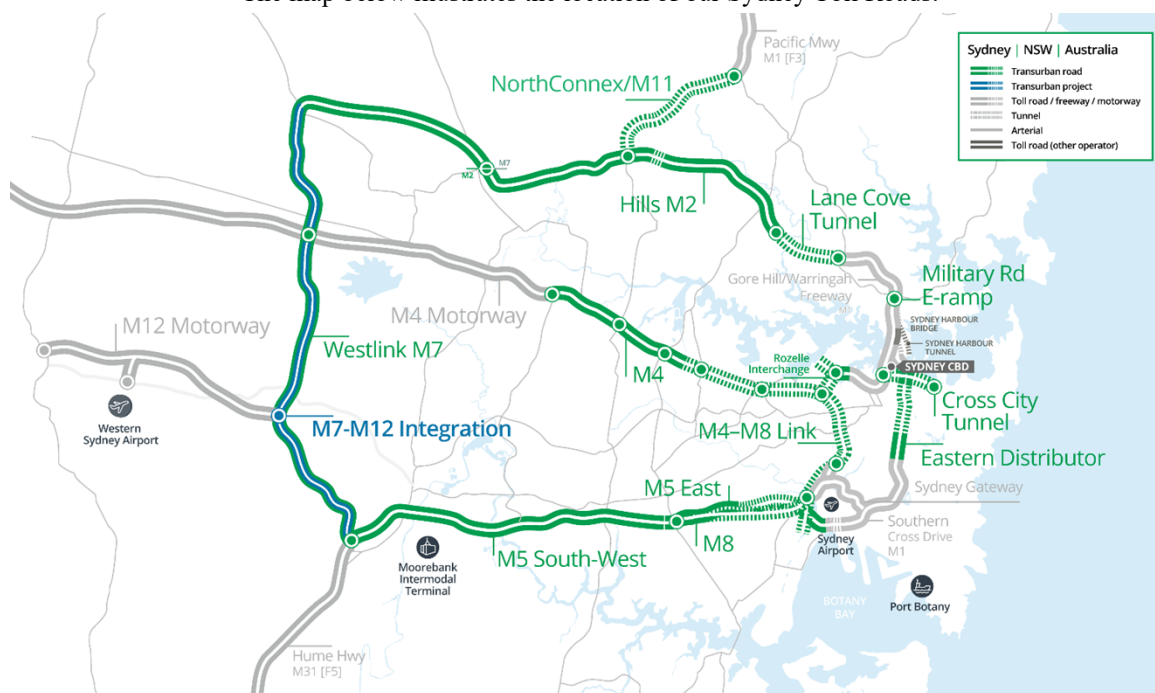 The map below illustrates the location of our Sydney Toll Roads:
Pacific Mwy
M1 [F3]
Sydney | NSW | Australia
Transurban road
Transurban project
Toll road / freeway / motorway
Tunnel
Arterial
Toll road (other operator)
NorthConnex/M11
M7
M2
Hills M2
Lane Cove
Tunnel
Gore Hill/Warringah
Freeway
Military Rd
E-ramp
SYDNEY HARBOUR
BRIDGE
SYDNEY HARBOUR
TUNNEL
SYDNEY CBD
M12 Motorway
M4 Motorway
Westlink M7
M4
Rozelle
Interchange
Cross City
Tunnel
Western
Sydney Airport
M7-M12 Integration
M4–M8 Link
Eastern Distributor
M5 East
Sydney Gateway
M8
M5 South-West
Sydney
Airport
Southern
Cross Drive
M1
Moorebank
Intermodal
Terminal
BOTANY
BAY
Port Botany
Hume Hwy
M31 [F5]